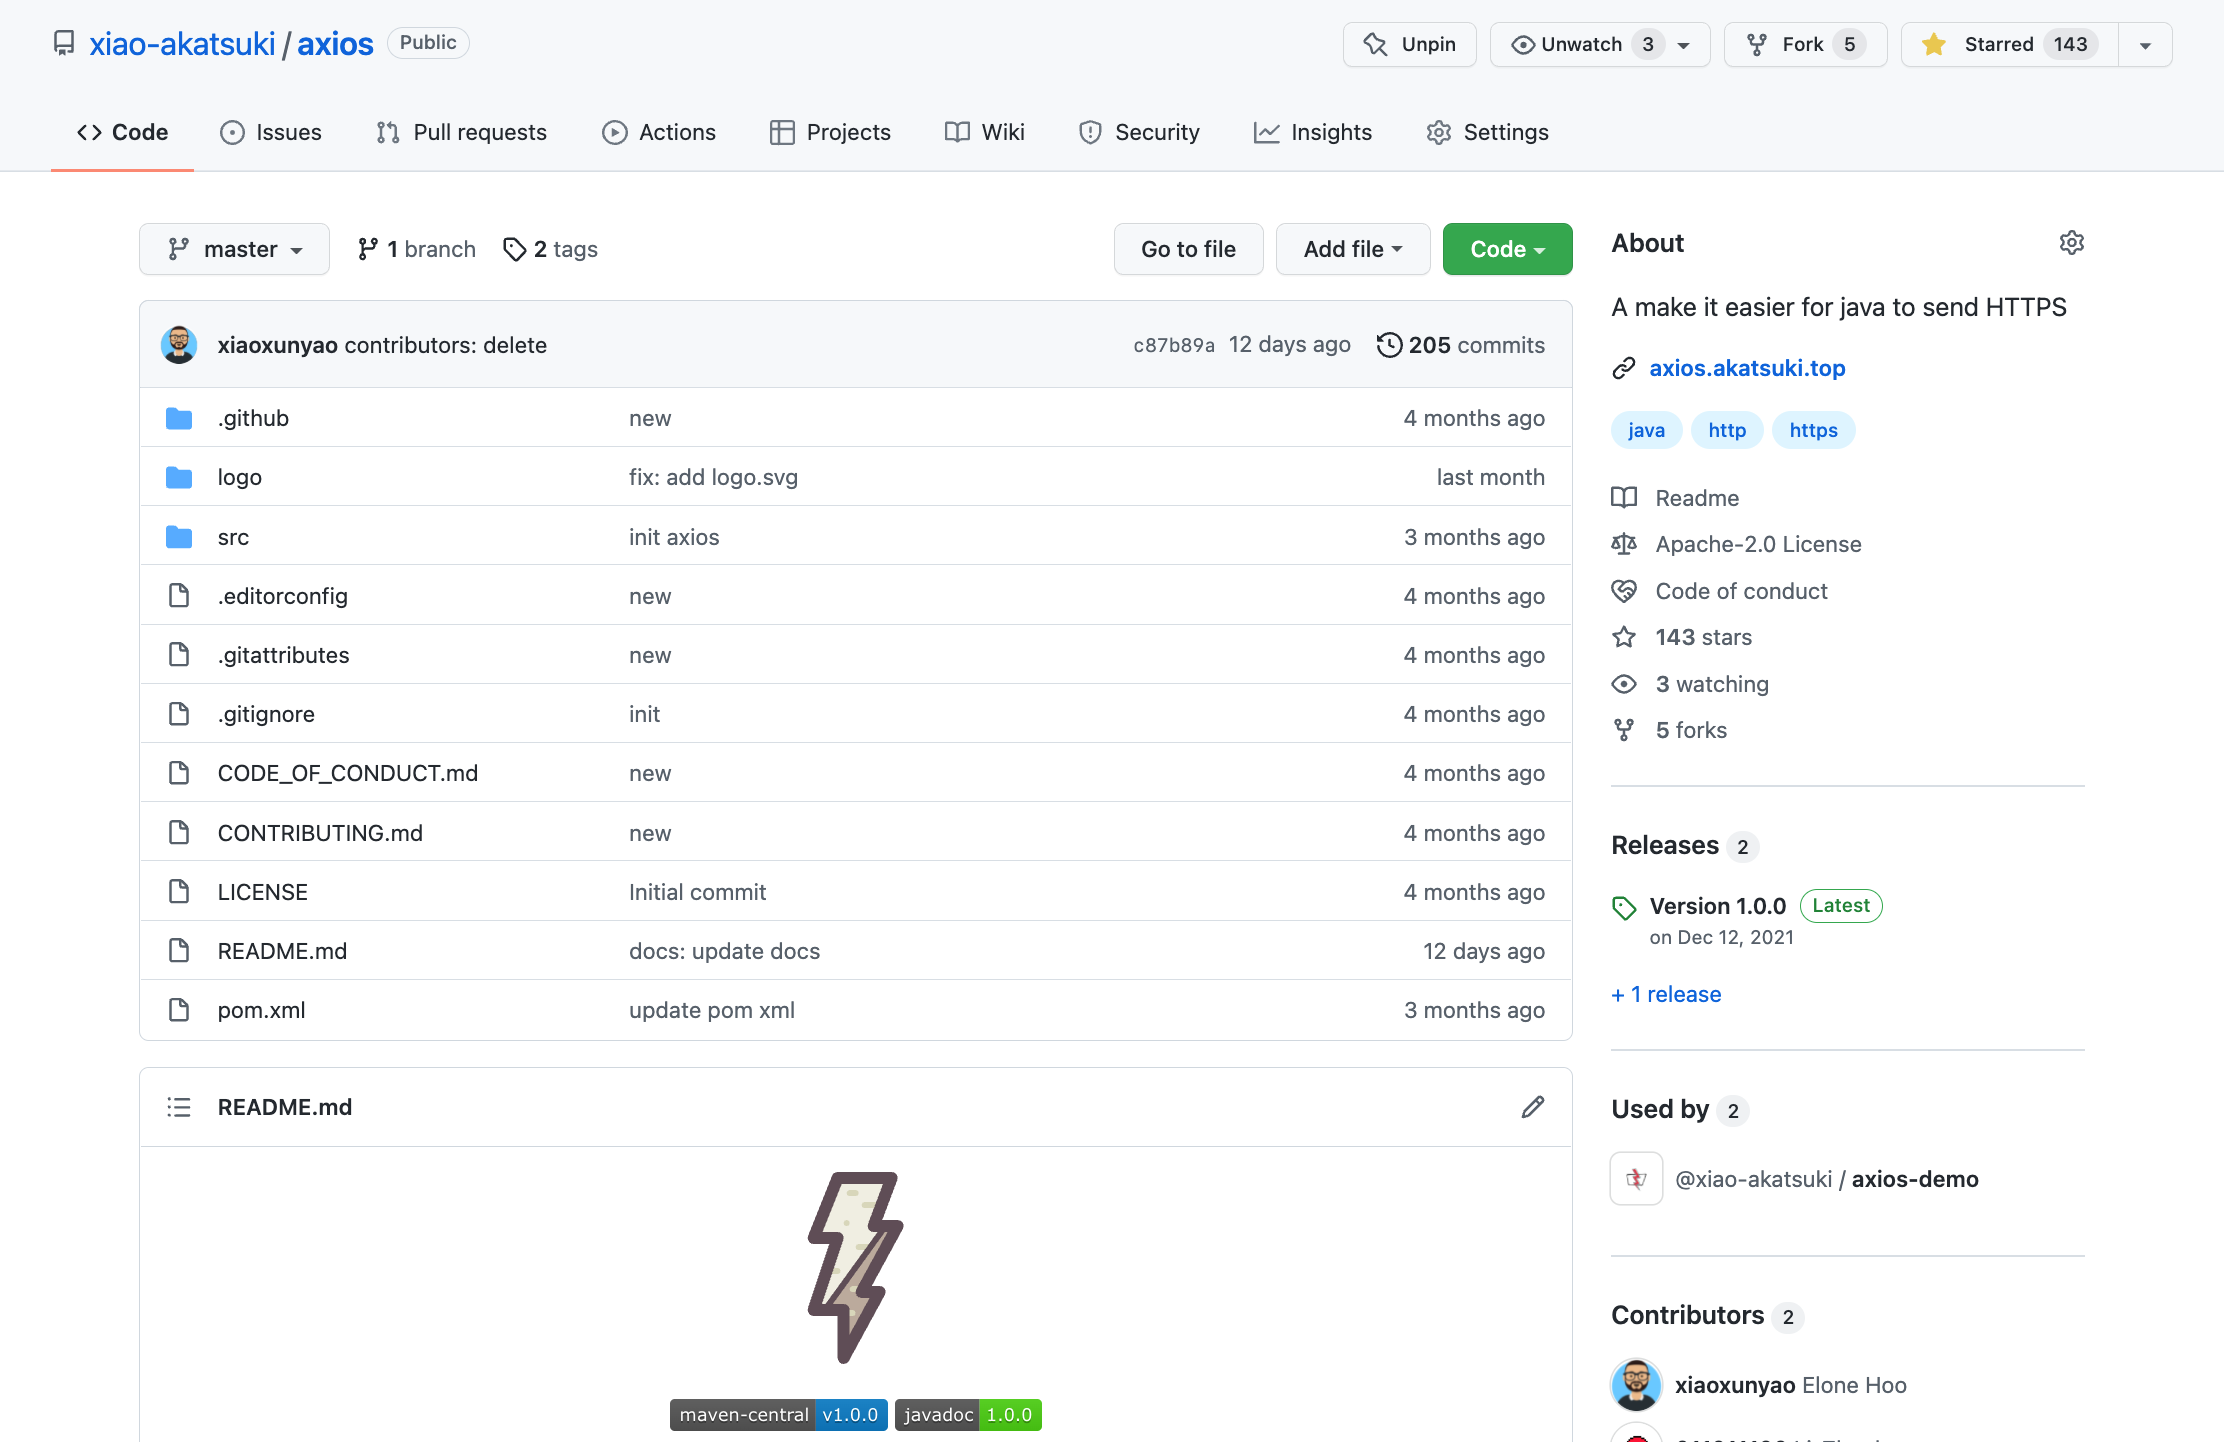 xiao-akatsuki / axios Public
Unpin
Unwatch 3
Fork 5
Starred 143
Code
Issues
Pull requests
Actions
Projects
Wiki
Security
Insights
Settings
master
1 branch
2 tags
Go to file
Add file
Code
xiaoxunyao contributors: delete
c87b89a 12 days ago
205 commits
.github new 4 months ago
logo fix: add logo.svg last month
src init axios 3 months ago
.editorconfig new 4 months ago
.gitattributes new 4 months ago
.gitignore init 4 months ago
CODE_OF_CONDUCT.md new 4 months ago
CONTRIBUTING.md new 4 months ago
LICENSE Initial commit 4 months ago
README.md docs: update docs 12 days ago
pom.xml update pom xml 3 months ago
README.md
maven-central v1.0.0
javadoc 1.0.0
About
A make it easier for java to send HTTPS
axios.akatsuki.top
java http https
Readme
Apache-2.0 License
Code of conduct
143 stars
3 watching
5 forks
Releases 2
Version 1.0.0 Latest
on Dec 12, 2021
+ 1 release
Used by 2
@xiao-akatsuki / axios-demo
Contributors 2
xiaoxunyao Elone Hoo